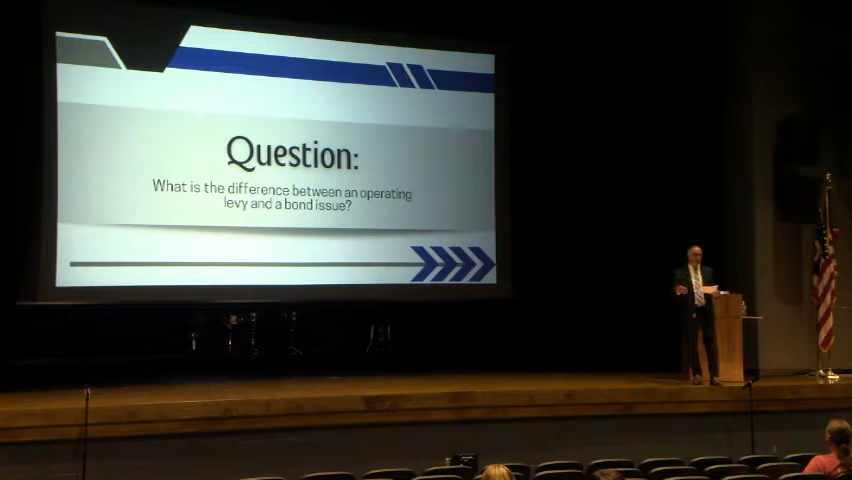 Question:
What is the difference between an operating
levy and a bond issue?